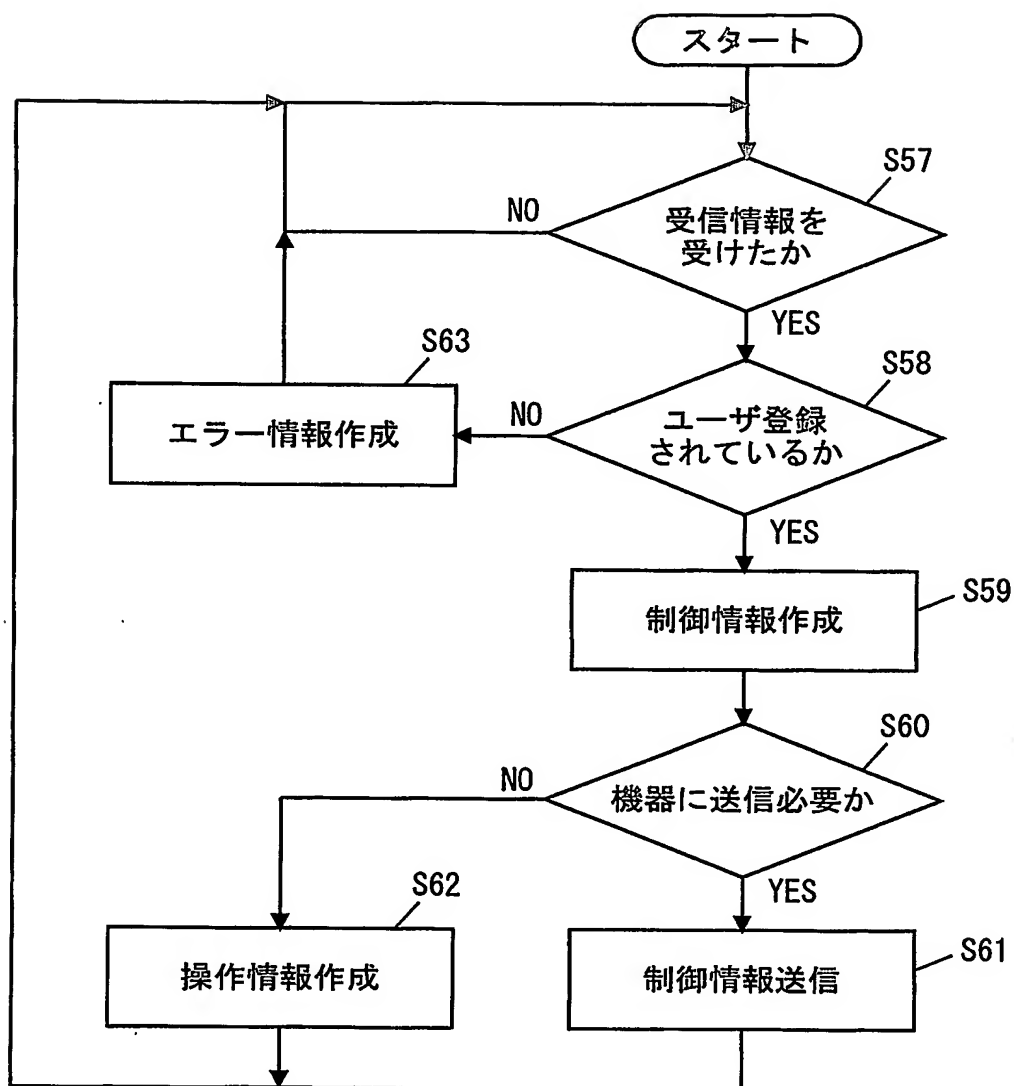 スタート
S57
NO
受信情報を
受けたか
YES
S63
S58
エラー情報作成
NO
ユーザ登録
されているか
YES
S59
制御情報作成
S60
NO
機器に送信必要か
YES
S62
操作情報作成
S61
制御情報送信